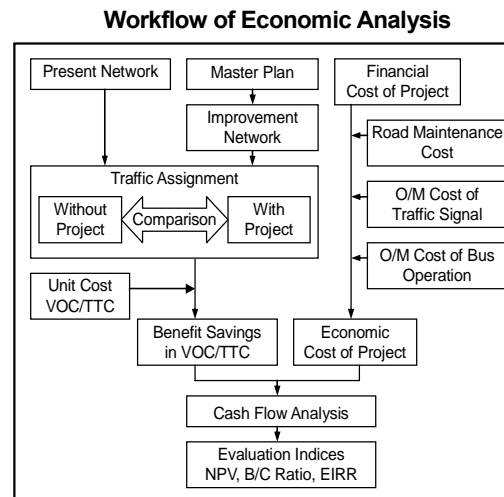 Workflow of Economic Analysis
Present Network
Master Plan
Financial
Cost of Project
Improvement
Network
Road Maintenance
Cost
Traffic Assignment
Without
Project
Comparison
With
Project
O/M Cost of
Traffic Signal
O/M Cost of Bus
Operation
Unit Cost
VOC/TTC
Benefit Savings
in VOC/TTC
Economic
Cost of Project
Cash Flow Analysis
Evaluation Indices
NPV, B/C Ratio, EIRR